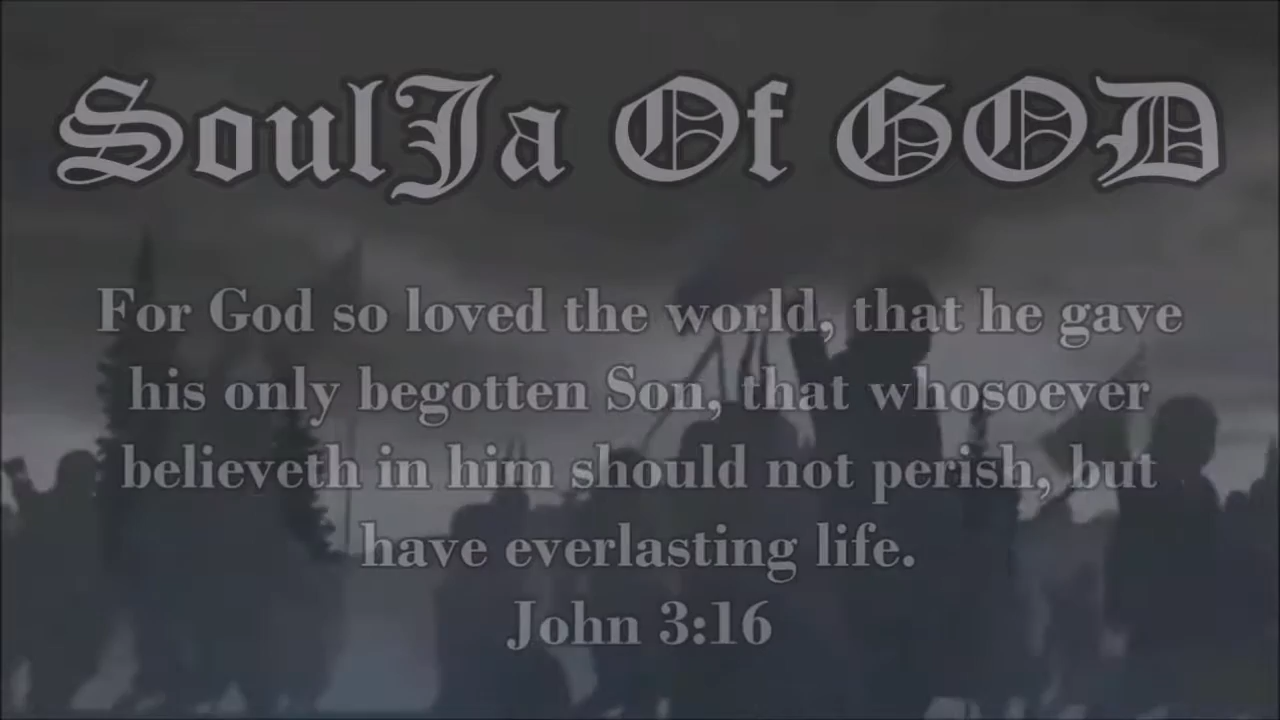 SoulJa Of GOD
For God so loved the world, that he gave
his only begotten Son, that whosoever
believeth in him should not perish, but
have everlasting life.
John 3:16